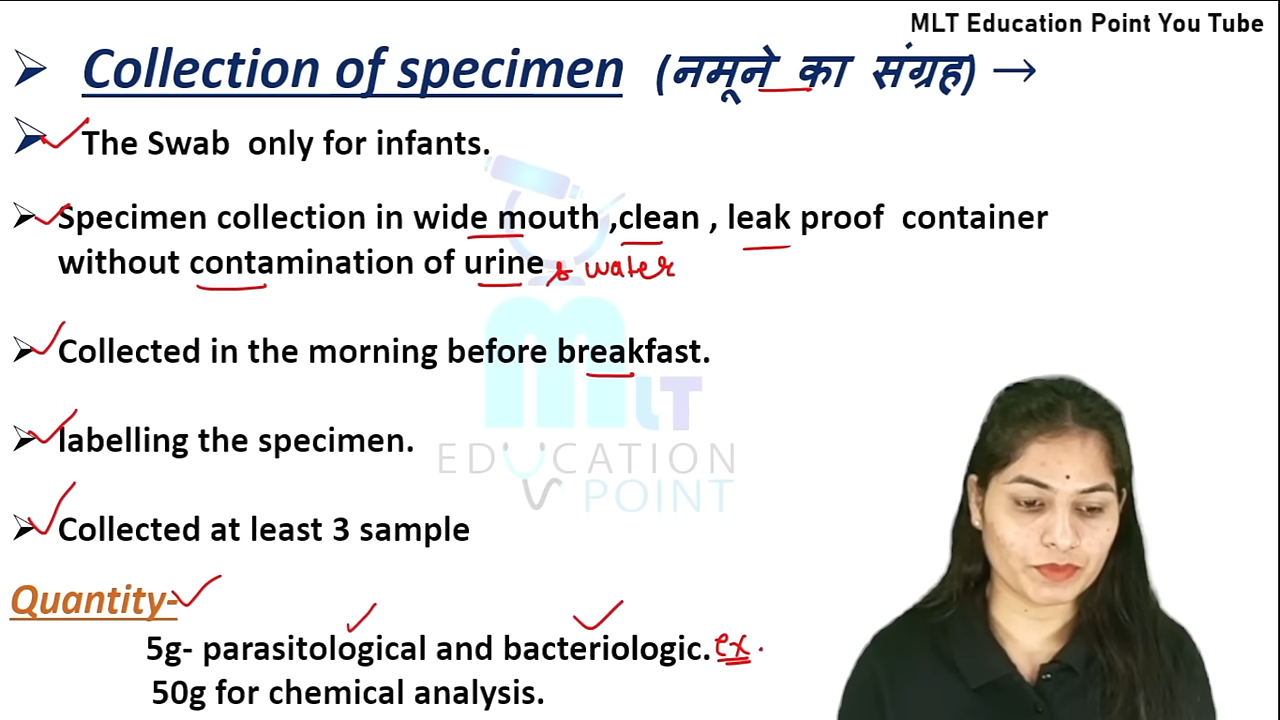 MLT Education Point You Tube
➢ Collection of specimen (नमूने का संग्रह) →
➢ The Swab only for infants.
➢ Specimen collection in wide mouth ,clean , leak proof container
without contamination of urine & water
➢ Collected in the morning before breakfast.
➢ labelling the specimen.
➢ Collected at least 3 sample
Quantity-
5g- parasitological and bacteriologic. ex.
50g for chemical analysis.
MLT
EDUCATION
POINT